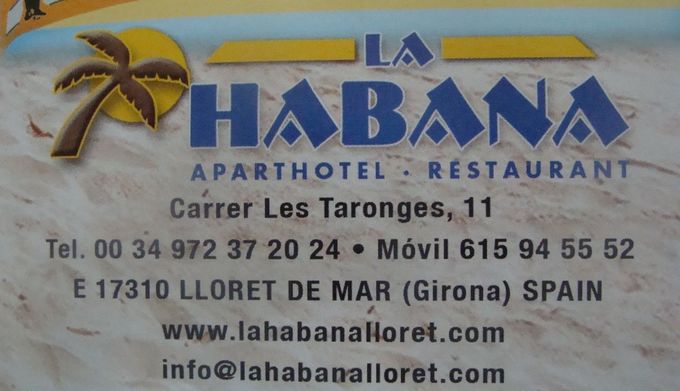 LA
HABANA
APARTHOTEL · RESTAURANT
Carrer Les Taronges, 11
Tel. 00 34 972 37 20 24 • Móvil 615 94 55 52
E 17310 LLORET DE MAR (Girona) SPAIN
www.lahabanalloret.com
info@lahabanalloret.com